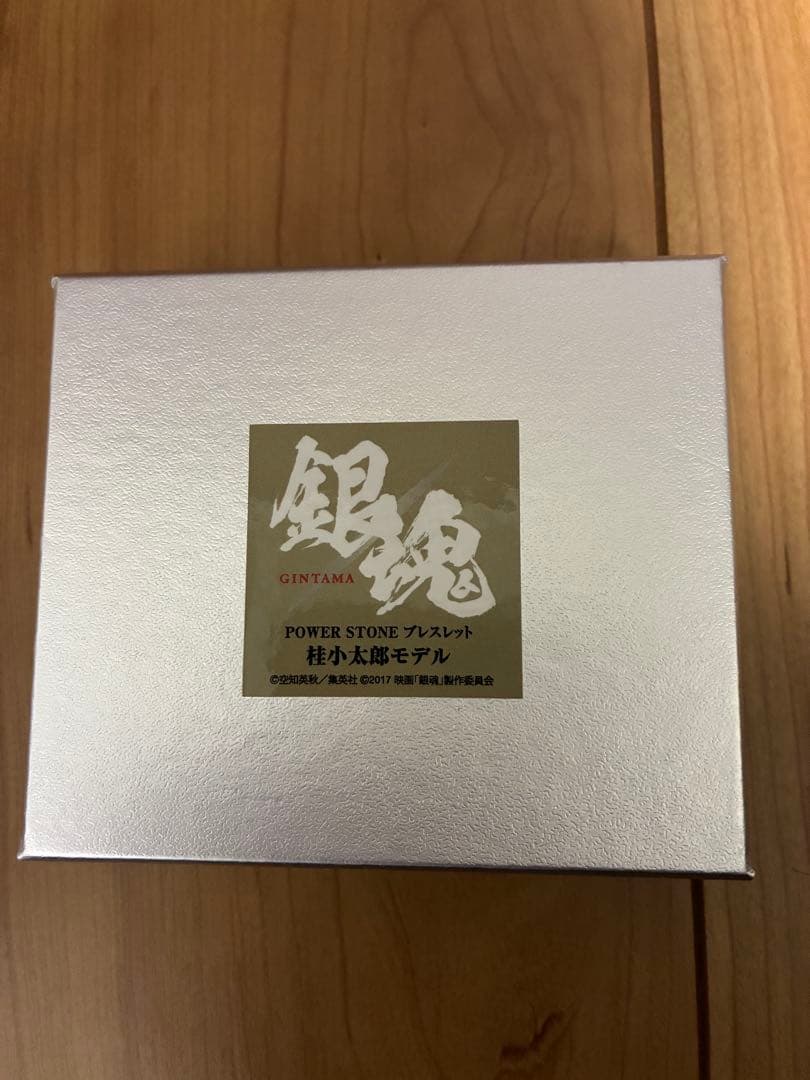 銀魂
GINTAMA
POWER STONE ブレスレット
桂小太郎モデル
©空知英秋／集英社 ©2017 映画「銀魂」製作委員会